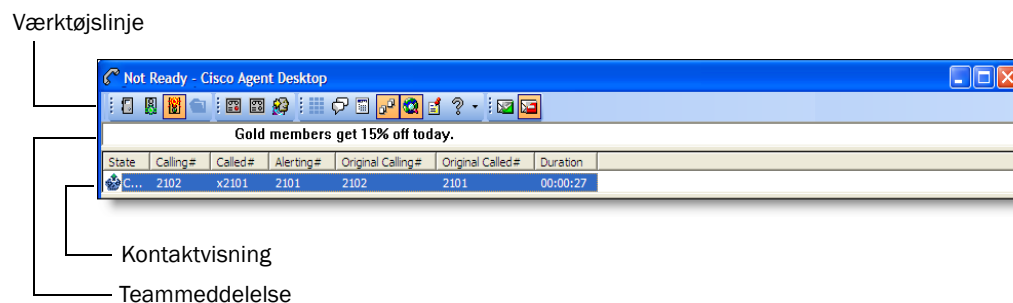 Værktøjslinje
Not Ready - Cisco Agent Desktop
Gold members get 15% off today.
State Calling# Called# Alerting# Original Calling# Original Called# Duration
C... 2102 x2101 2101 2102 2101 00:00:27
Kontaktvisning
Teammeddelelse